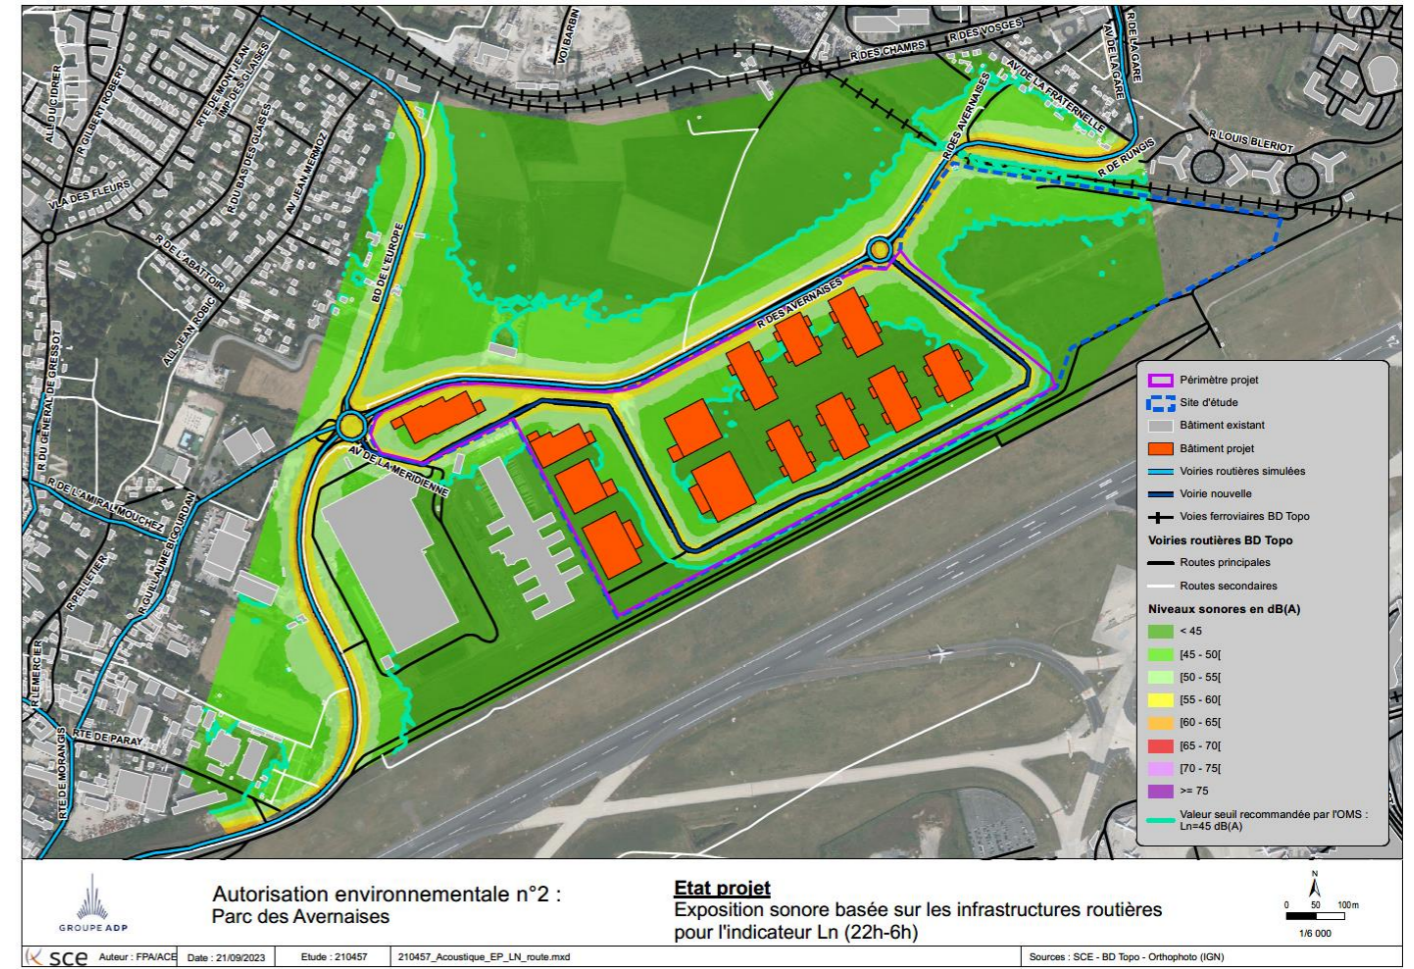 VOI BARBIN
R DES CHAMPS
R DES VOSGES
AV DE LA GARE
R DE LA GARE
ALL DU CIDRIER
R GILBERT ROBERT
RTE DE MONTJEAN
IMP DES GLAISES
R DU BAS DES GLAISES
AV JEAN MERMOZ
VLA DES FLEURS
R DE L'ABATTOIR
ALL JEAN ROBIC
BD DE L'EUROPE
R DES AVERNAISES
AV DE LA FRATERNELLE
R DE RUNGIS
R LOUIS BLERIOT
R DES AVERNAISES
R DU GENERAL DE GRESSOT
R DE L'AMIRAL MOUCHEZ
R GUILLAUME BIGOURDAN
AV DE LA MERIDIENNE
R PELLETIER
R LEMERCIER
RTE DE PARAY
RTE DE MORANGIS
Périmètre projet
Site d'étude
Bâtiment existant
Bâtiment projet
Voiries routières simulées
Voirie nouvelle
Voies ferroviaires BD Topo
Voiries routières BD Topo
Routes principales
Routes secondaires
Niveaux sonores en dB(A)
< 45
[45 - 50[
[50 - 55[
[55 - 60[
[60 - 65[
[65 - 70[
[70 - 75[
>= 75
Valeur seuil recommandée par l'OMS :
Ln=45 dB(A)
GROUPE ADP
Autorisation environnementale n°2 :
Parc des Avernaises
Etat projet
Exposition sonore basée sur les infrastructures routières
pour l'indicateur Ln (22h-6h)
N
0 50 100 m
1/6 000
sce
Auteur : FPA/ACE
Date : 21/09/2023
Etude : 210457
210457_Acoustique_EP_LN_route.mxd
Sources : SCE - BD Topo - Orthophoto (IGN)